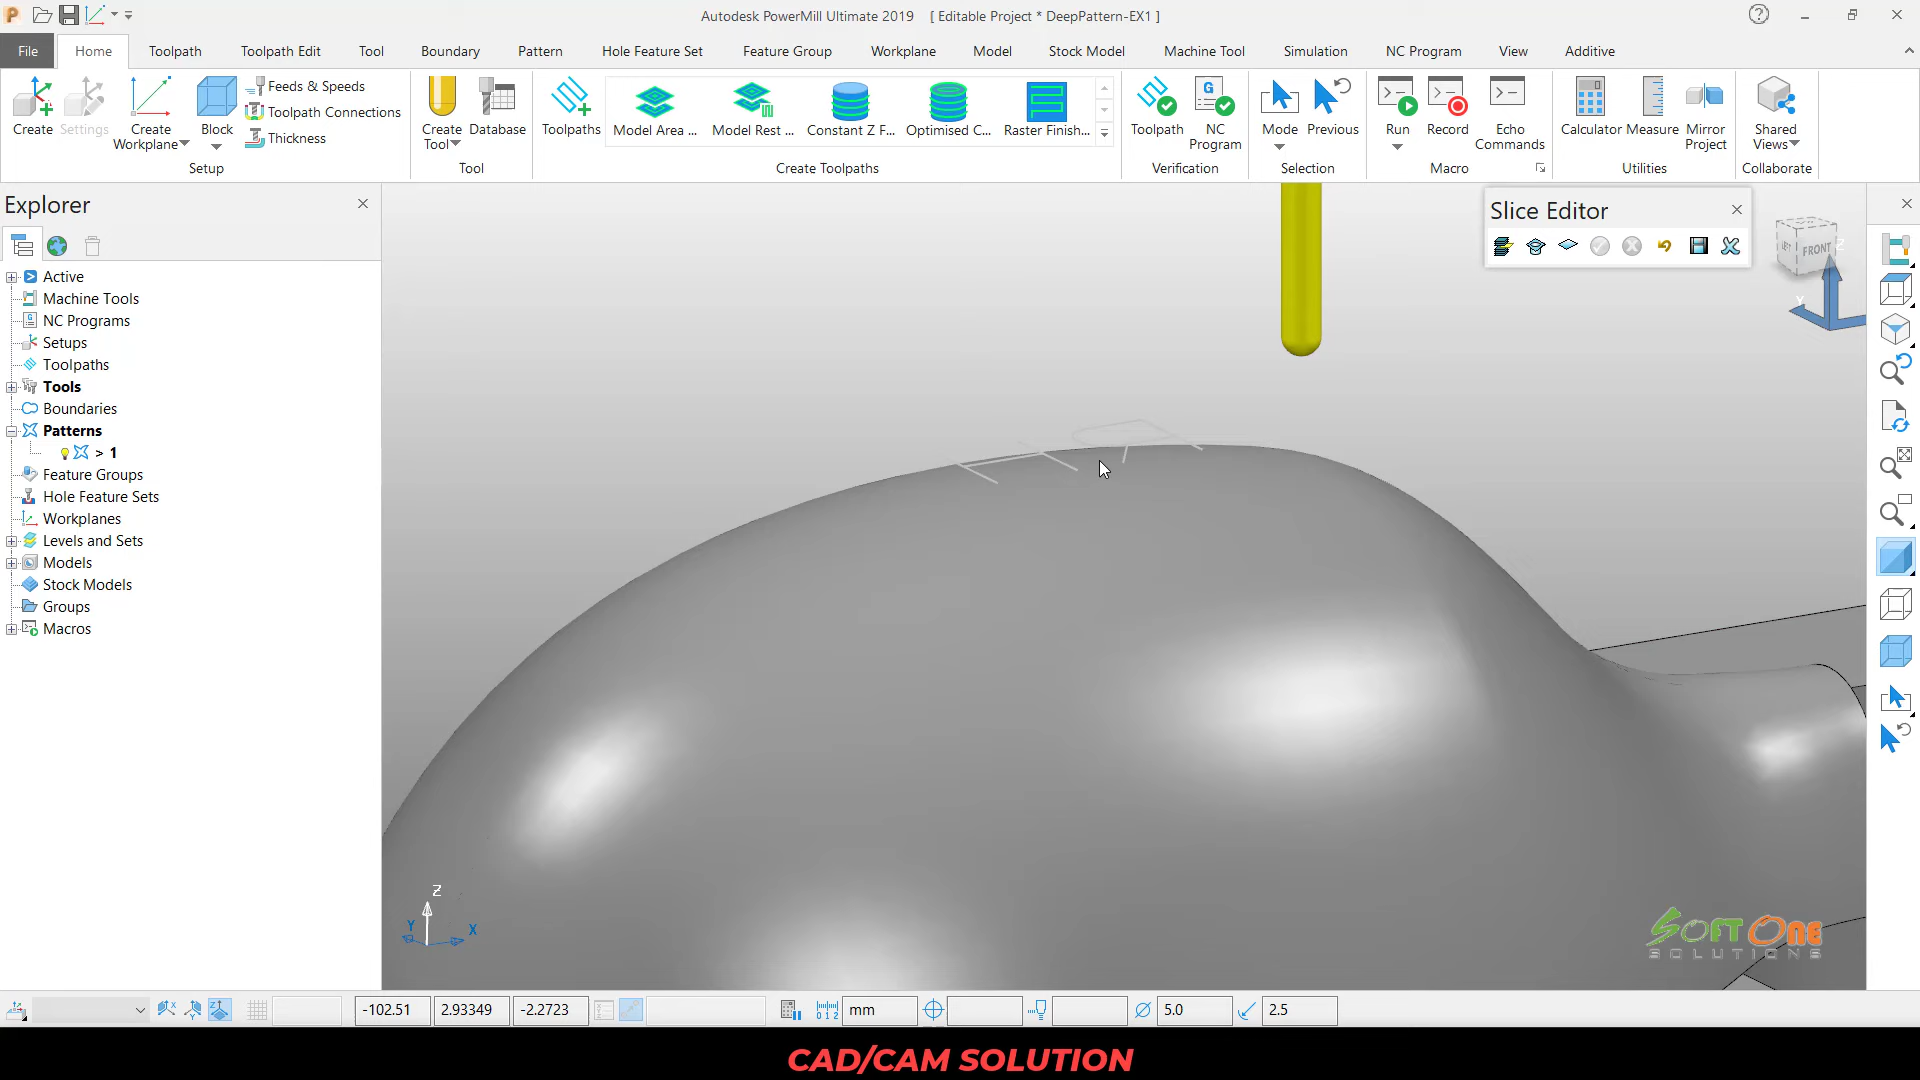 Autodesk PowerMill Ultimate 2019 [ Editable Project * DeepPattern-EX1 ]
File Home Toolpath Toolpath Edit Tool Boundary Pattern Hole Feature Set Feature Group Workplane Model Stock Model Machine Tool Simulation NC Program View Additive
Create
Settings
Create Workplane
Block
Feeds & Speeds
Toolpath Connections
Thickness
Setup
Create Tool
Database
Tool
Toolpaths
Model Area ...
Model Rest ...
Constant Z F...
Optimised C...
Raster Finish...
Create Toolpaths
Toolpath
NC Program
Verification
Mode
Previous
Selection
Run
Record
Echo Commands
Macro
Calculator
Measure
Mirror Project
Utilities
Shared Views
Collaborate
Explorer
Active
Machine Tools
NC Programs
Setups
Toolpaths
Tools
Boundaries
Patterns
> 1
Feature Groups
Hole Feature Sets
Workplanes
Levels and Sets
Models
Stock Models
Groups
Macros
Slice Editor
LEFT FRONT
Z
Y
Z
Y
X
SOFT ONE
SOLUTIONS
-102.51 2.93349 -2.2723 mm 5.0 2.5
CAD/CAM SOLUTION